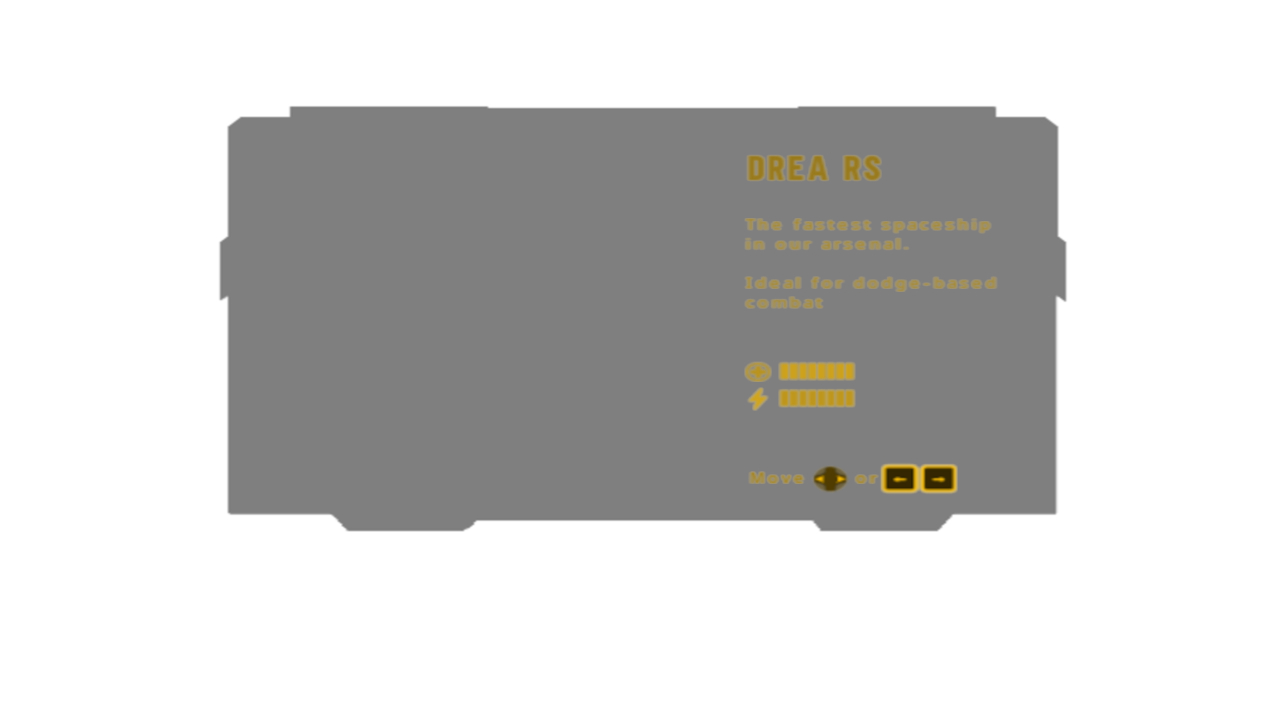 DREA RS
The fastest spaceship
in our arsenal.
Ideal for dodge-based
combat
Move or